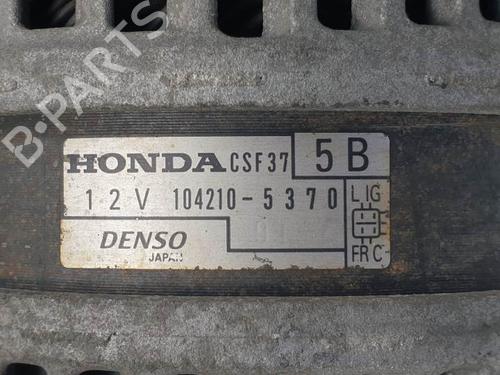 B-PARTS
HONDA CSF37 5B
12V 104210-5370 L IG
DENSO FR C
JAPAN